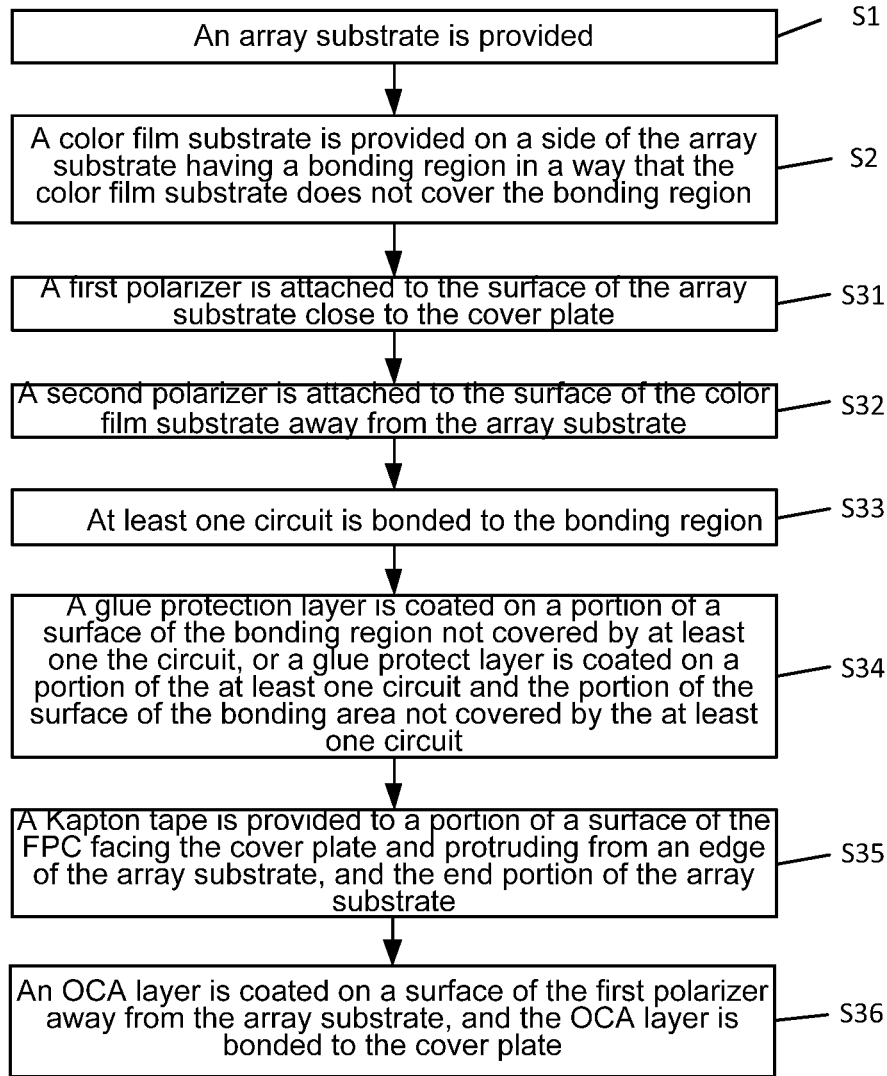 An array substrate is provided
S1
A color film substrate is provided on a side of the array
substrate having a bonding region in a way that the
color film substrate does not cover the bonding region
S2
A first polarizer is attached to the surface of the array
substrate close to the cover plate
S31
A second polarizer is attached to the surface of the color
film substrate away from the array substrate
S32
At least one circuit is bonded to the bonding region
S33
A glue protection layer is coated on a portion of a
surface of the bonding region not covered by at least
one the circuit, or a glue protect layer is coated on a
portion of the at least one circuit and the portion of the
surface of the bonding area not covered by the at least
one circuit
S34
A Kapton tape is provided to a portion of a surface of the
FPC facing the cover plate and protruding from an edge
of the array substrate, and the end portion of the array
substrate
S35
An OCA layer is coated on a surface of the first polarizer
away from the array substrate, and the OCA layer is
bonded to the cover plate
S36